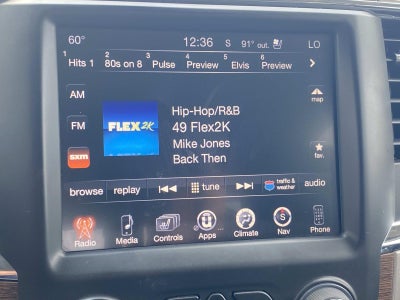 60° 12:36 S 91° out. LO
1 Hits 1 2 80s on 8 3 Pulse 4 Preview 5 Elvis 6 Preview
AM
FM
sxm
FLEX2K
Hip-Hop/R&B
49 Flex2K
Mike Jones
Back Then
map
fav.
browse replay tune traffic & weather audio
Radio Media Controls Apps Climate Nav Phone
S